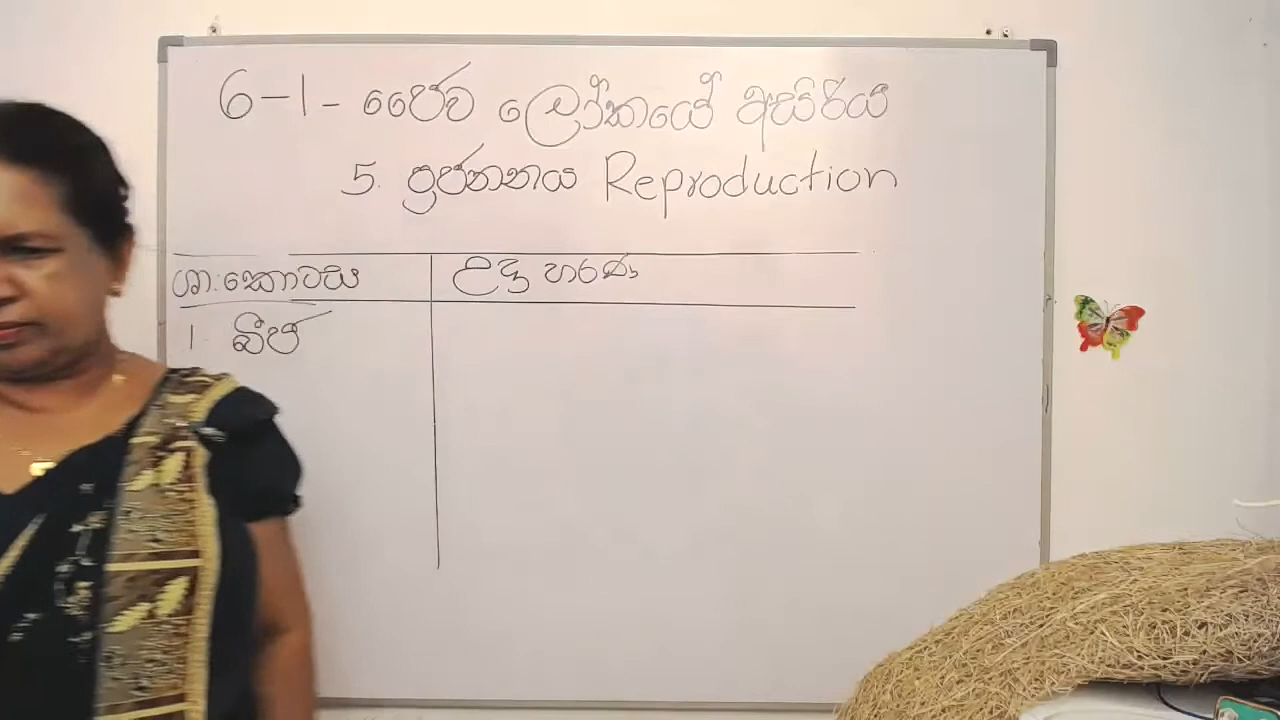 6-1- ජෛව ලෝකයේ අසිරිය
5. ප්‍රජනනය Reproduction
ශා:කොටස උදාහරණ
1. බීජ